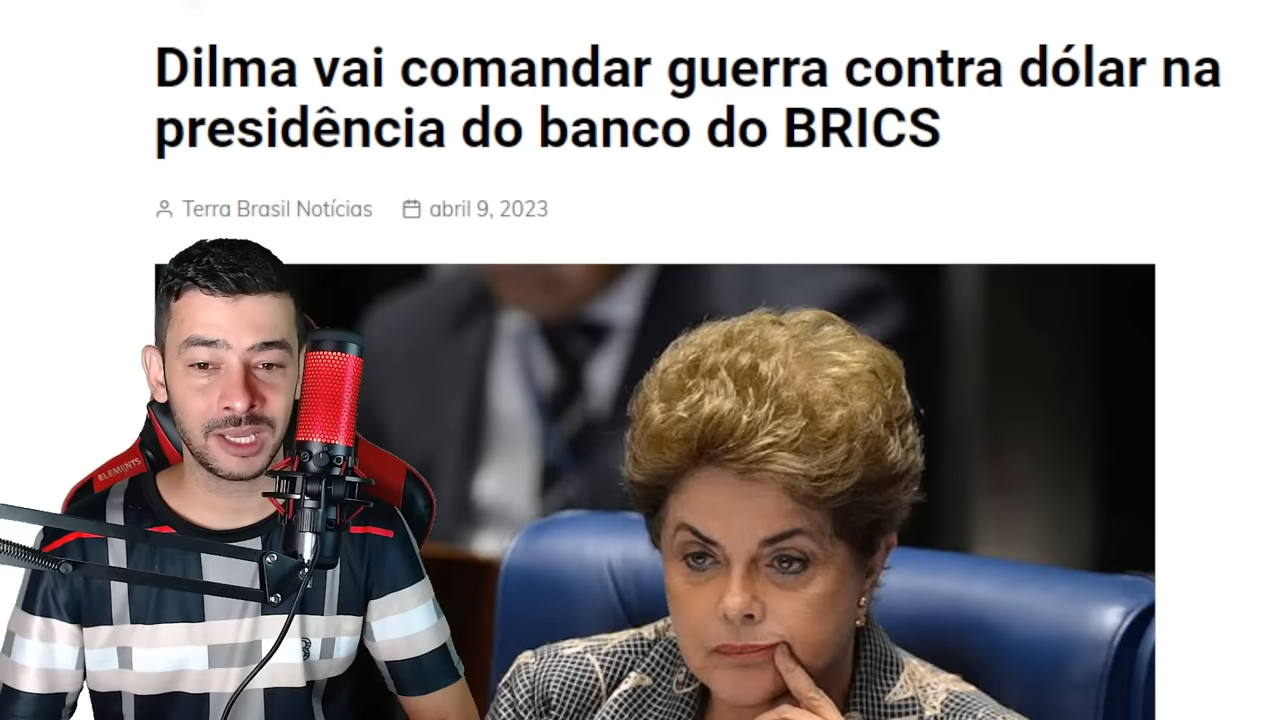 Dilma vai comandar guerra contra dólar na
presidência do banco do BRICS
Terra Brasil Notícias abril 9, 2023
ELEMENTS